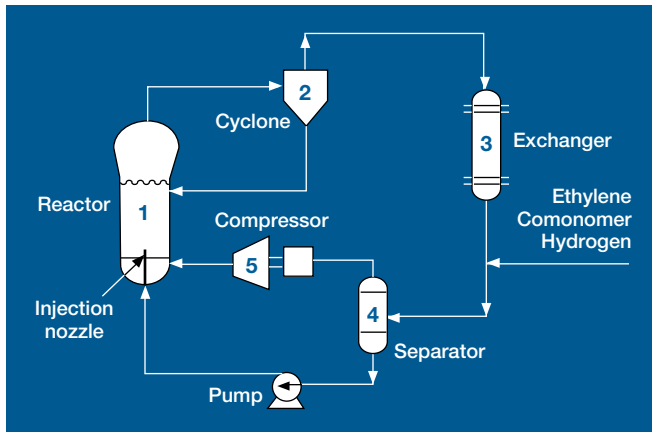 2
Cyclone
3
Exchanger
Reactor
1
Ethylene
Comonomer
Hydrogen
Compressor
5
Injection
nozzle
4
Separator
Pump